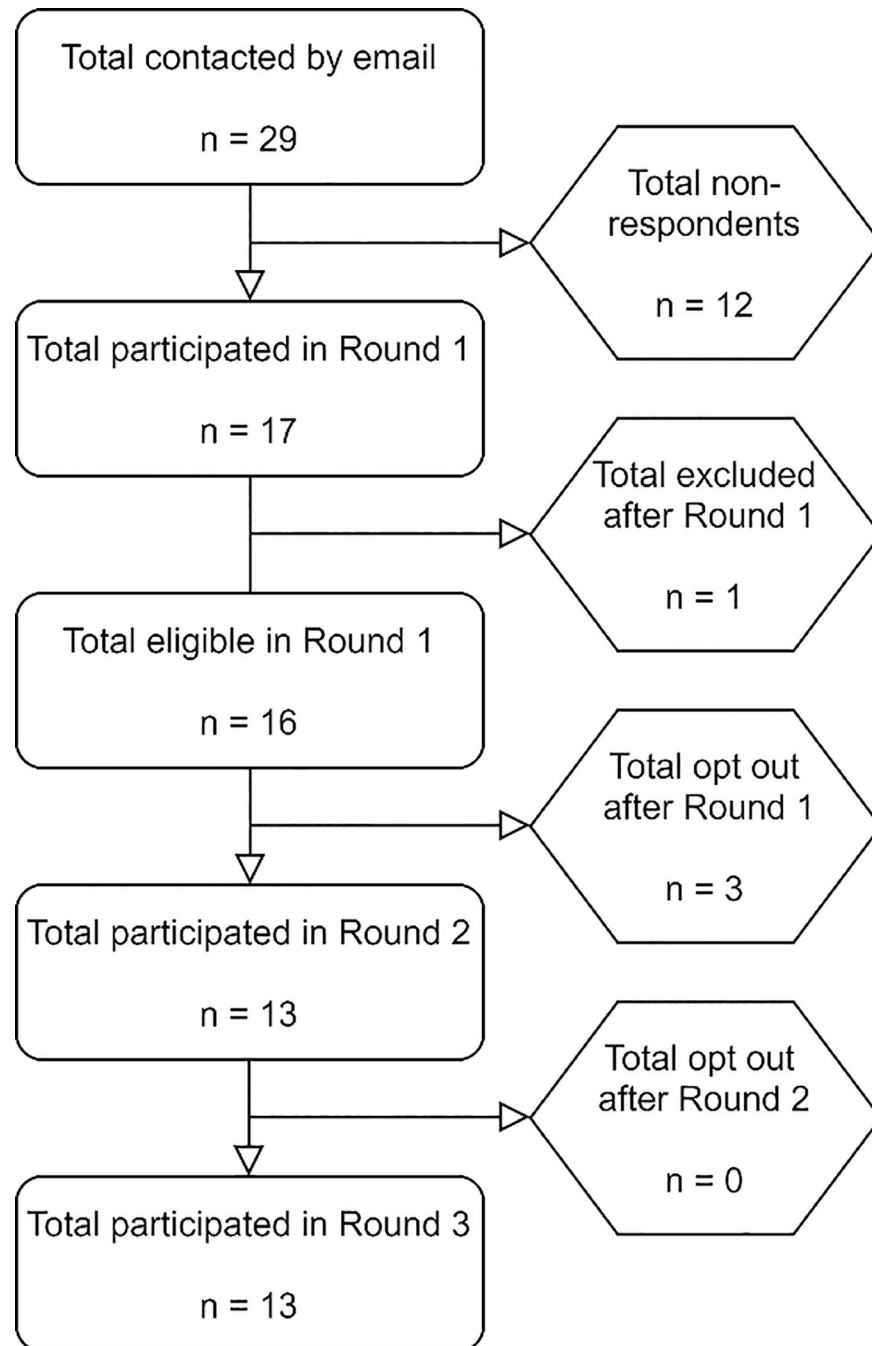 Total contacted by email
n = 29
Total non-
respondents
n = 12
Total participated in Round 1
n = 17
Total excluded
after Round 1
n = 1
Total eligible in Round 1
n = 16
Total opt out
after Round 1
n = 3
Total participated in Round 2
n = 13
Total opt out
after Round 2
n = 0
Total participated in Round 3
n = 13